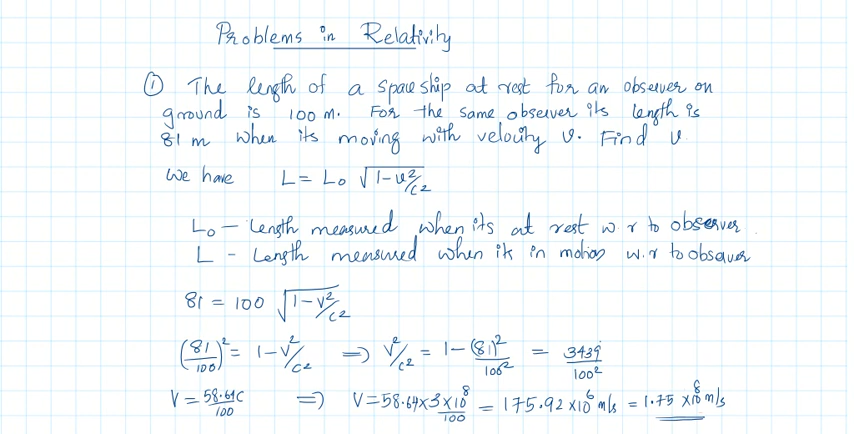 Problems in Relativity
① The length of a space ship at rest for an observer on
ground is 100 m. For the same observer its length is
81 m when its moving with velocity v. Find v
We have L = L₀ √1-v²/c²
L₀ – Length measured when its at rest w.r to observer.
L - Length measured when its in motion w.r to observer
81 = 100 √1-v²/c²
(81/100)² = 1-v²/c² => v²/c² = 1-(81)²/100² = 3439/100²
V = 58.64c/100 => V = 58.64×3×10⁸/100 = 175.92 ×10⁶ m/s = 1.75 ×10⁸ m/s